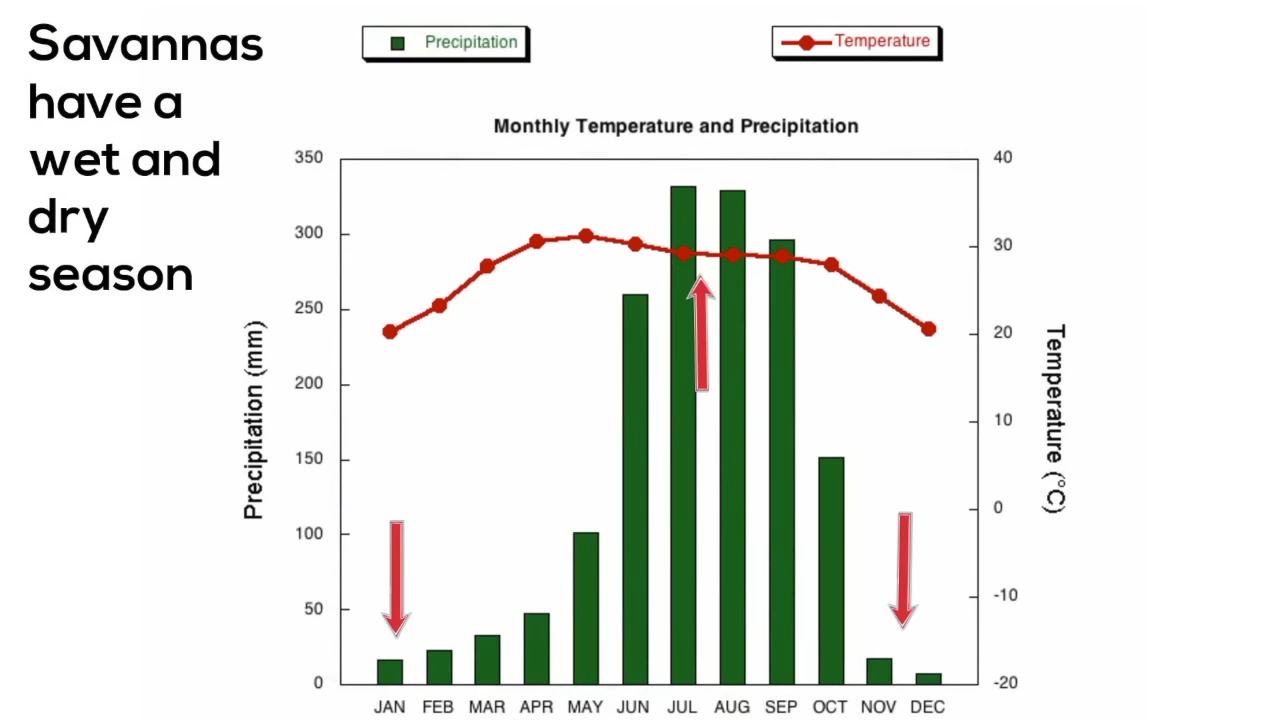 Savannas
have a
wet and
dry
season
Precipitation
Temperature
Monthly Temperature and Precipitation
Precipitation (mm)
350
300
250
200
150
100
50
0
40
30
20
10
0
-10
-20
Temperature (°C)
JAN FEB MAR APR MAY JUN JUL AUG SEP OCT NOV DEC